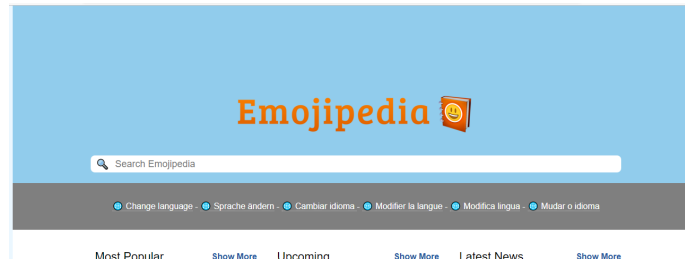 Emojipedia
Search Emojipedia
Change language - Sprache ändern - Cambiar idioma - Modifier la langue - Modifica lingua - Mudar o idioma
Most Popular Show More Upcoming Show More Latest News Show More